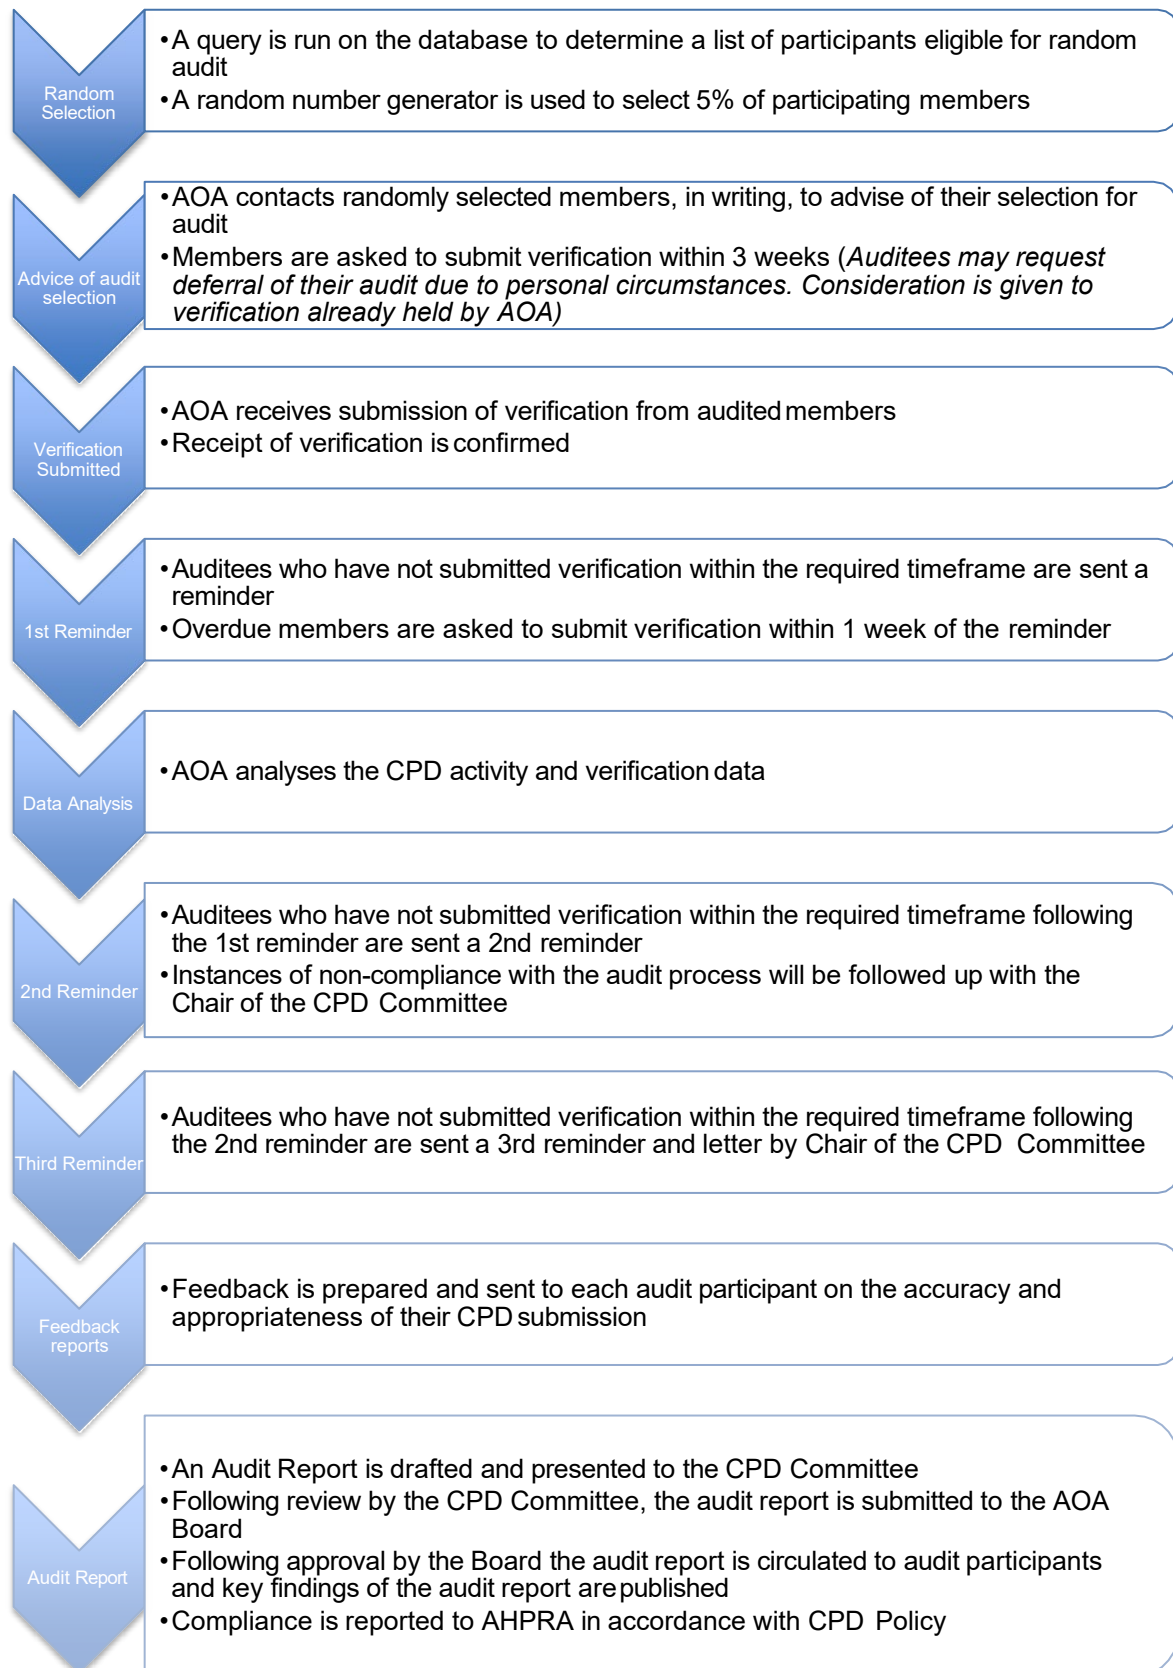 Random
Selection
•A query is run on the database to determine a list of participants eligible for random
audit
•A random number generator is used to select 5% of participating members
Advice of audit
selection
•AOA contacts randomly selected members, in writing, to advise of their selection for
audit
•Members are asked to submit verification within 3 weeks (Auditees may request
deferral of their audit due to personal circumstances. Consideration is given to
verification already held by AOA)
Verification
Submitted
•AOA receives submission of verification from audited members
•Receipt of verification is confirmed
1st Reminder
•Auditees who have not submitted verification within the required timeframe are sent a
reminder
•Overdue members are asked to submit verification within 1 week of the reminder
Data Analysis
•AOA analyses the CPD activity and verification data
2nd Reminder
•Auditees who have not submitted verification within the required timeframe following
the 1st reminder are sent a 2nd reminder
•Instances of non-compliance with the audit process will be followed up with the
Chair of the CPD Committee
Third Reminder
•Auditees who have not submitted verification within the required timeframe following
the 2nd reminder are sent a 3rd reminder and letter by Chair of the CPD Committee
Feedback
reports
•Feedback is prepared and sent to each audit participant on the accuracy and
appropriateness of their CPD submission
Audit Report
•An Audit Report is drafted and presented to the CPD Committee
•Following review by the CPD Committee, the audit report is submitted to the AOA
Board
•Following approval by the Board the audit report is circulated to audit participants
and key findings of the audit report are published
•Compliance is reported to AHPRA in accordance with CPD Policy